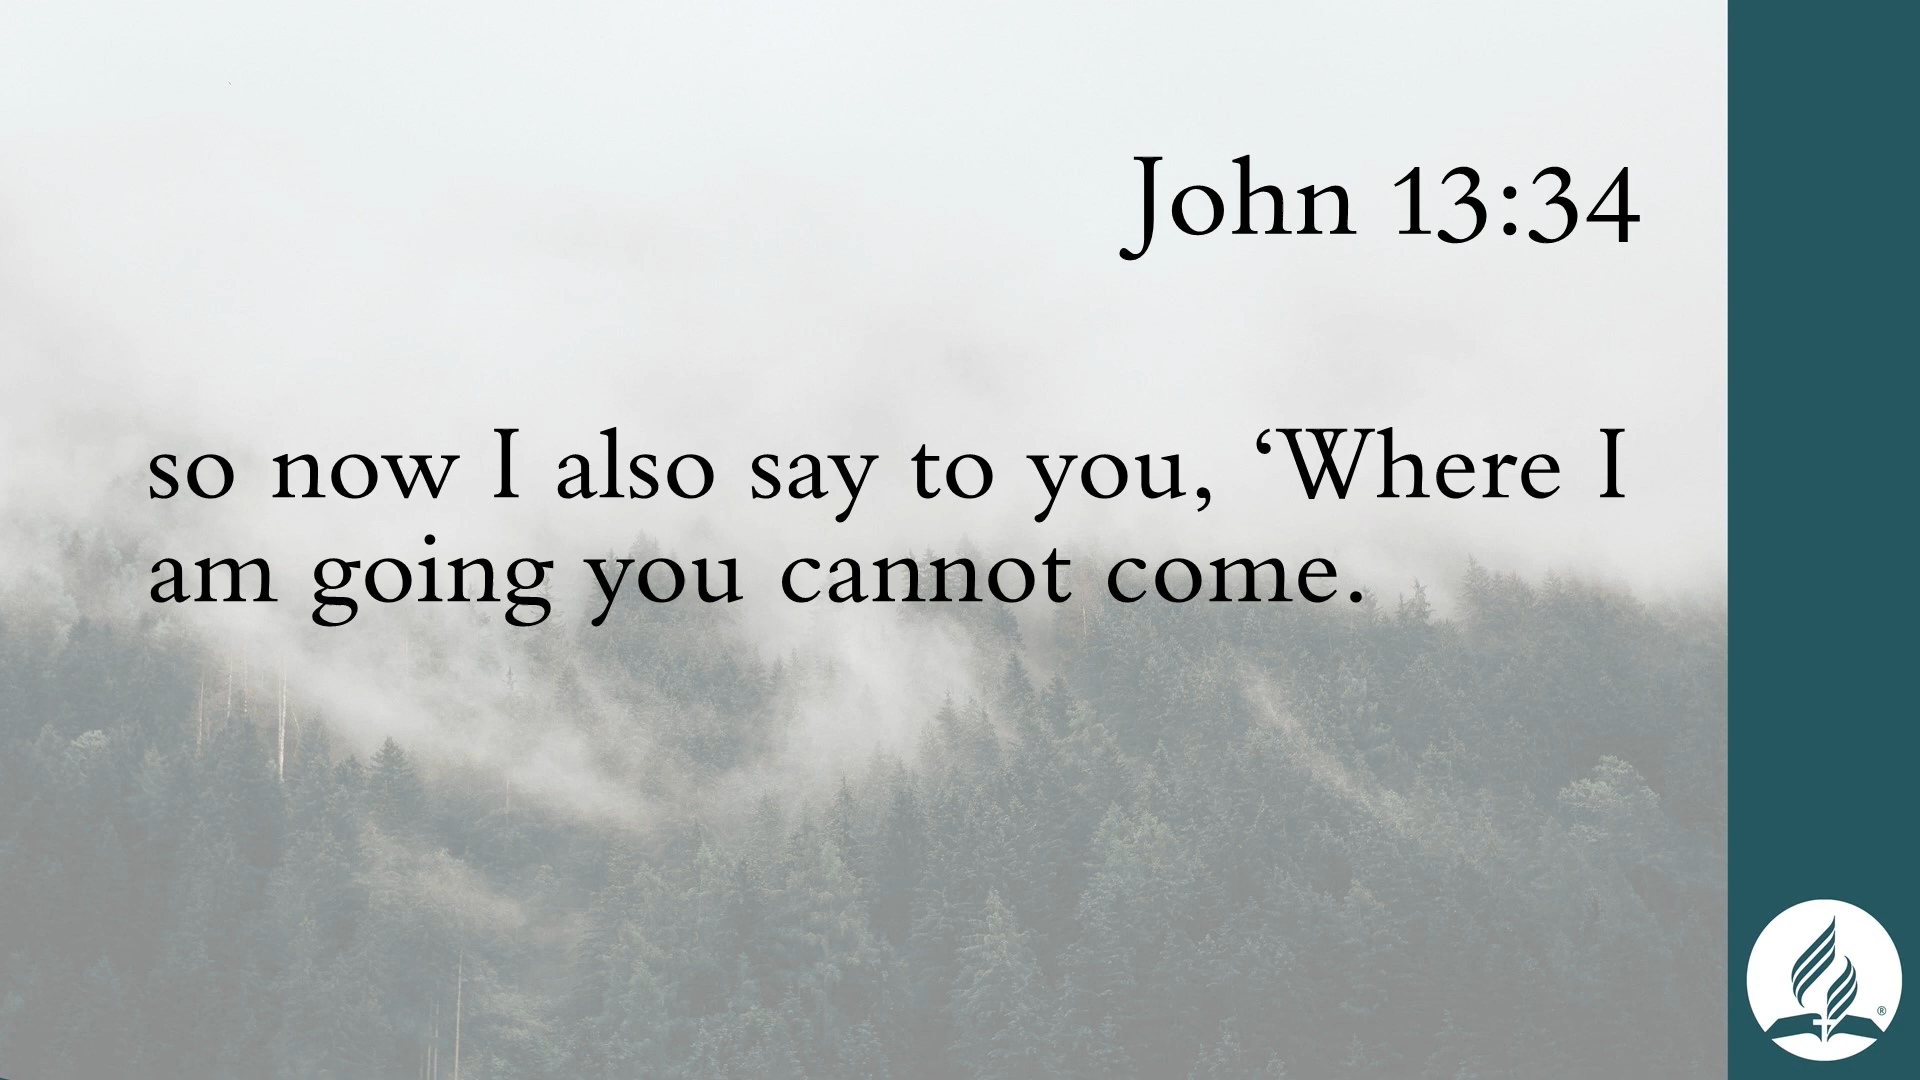 John 13:34
so now I also say to you, ‘Where I
am going you cannot come.
®